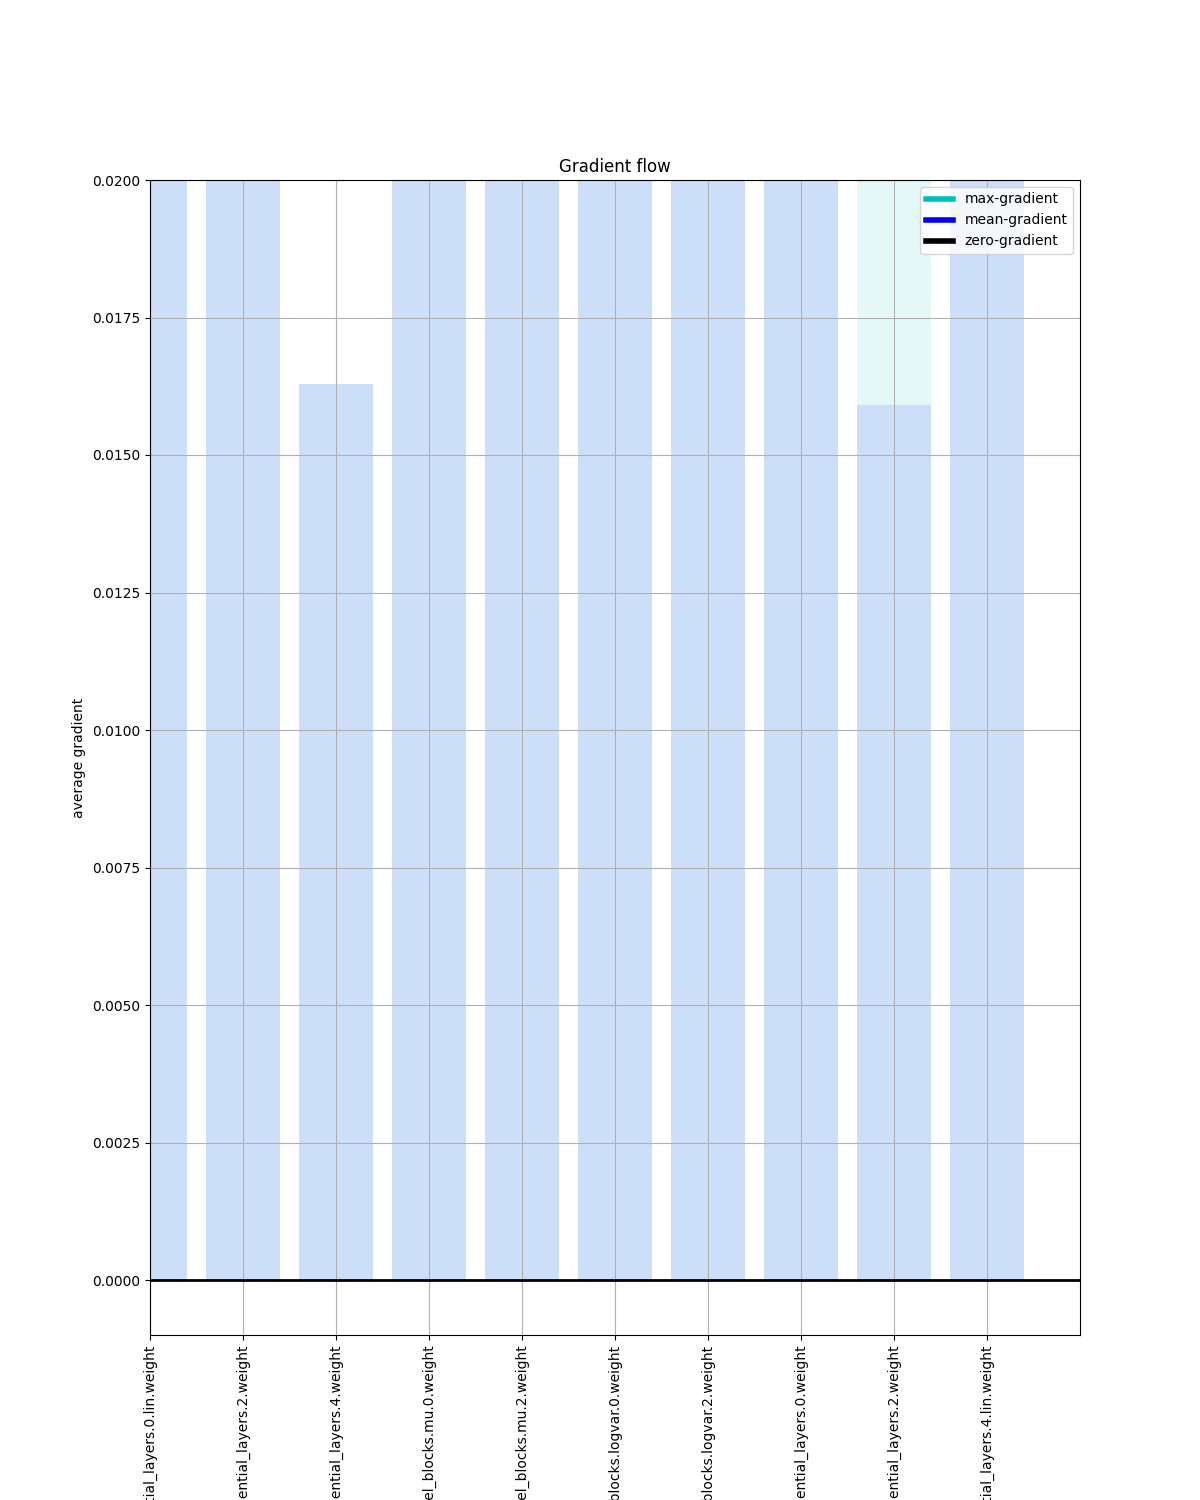 Gradient flow
max-gradient
mean-gradient
zero-gradient
0.0200
0.0175
0.0150
0.0125
0.0100
0.0075
0.0050
0.0025
0.0000
average gradient
tial_layers.0.lin.weight
ential_layers.2.weight
ential_layers.4.weight
el_blocks.mu.0.weight
el_blocks.mu.2.weight
blocks.logvar.0.weight
blocks.logvar.2.weight
ential_layers.0.weight
ential_layers.2.weight
tial_layers.4.lin.weight